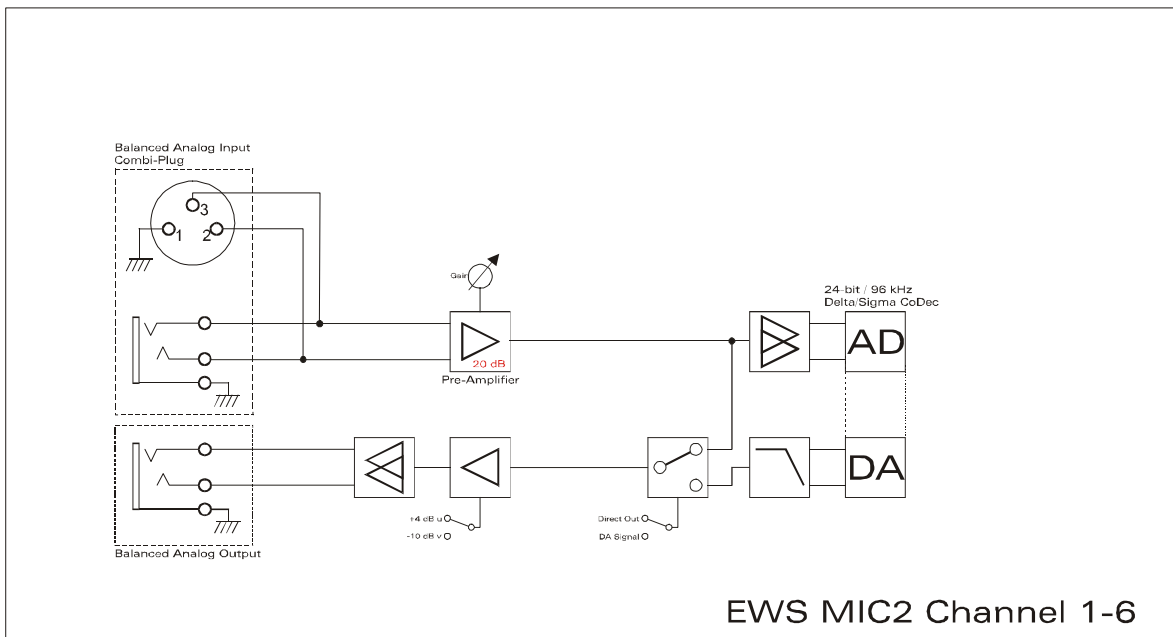 Balanced Analog Input
Combi-Plug
3
1
2
Gain
24-bit / 96 kHz
Delta/Sigma CoDec
20 dB
AD
Pre-Amplifier
DA
+4 dB u
-10 dB v
Direct Out
DA Signal
Balanced Analog Output
EWS MIC2 Channel 1-6